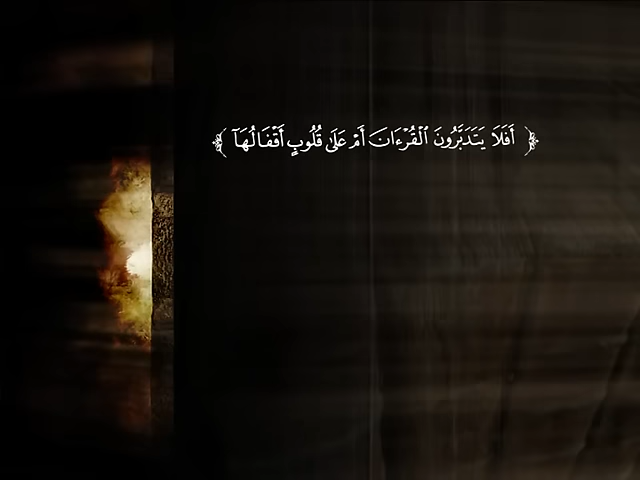 ﴿ أَفَلَا يَتَدَبَّرُونَ ٱلْقُرْءَانَ أَمْ عَلَىٰ قُلُوبٍ أَقْفَالُهَآ ﴾